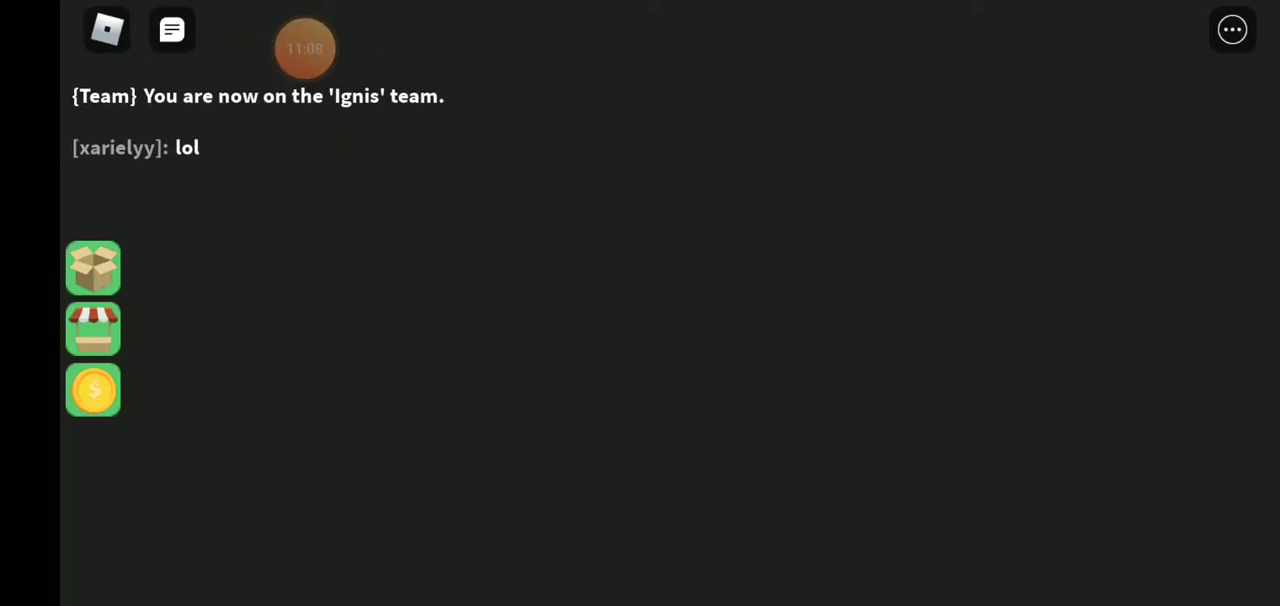 11:08
{Team} You are now on the 'Ignis' team.
[xarielyy]: lol
$